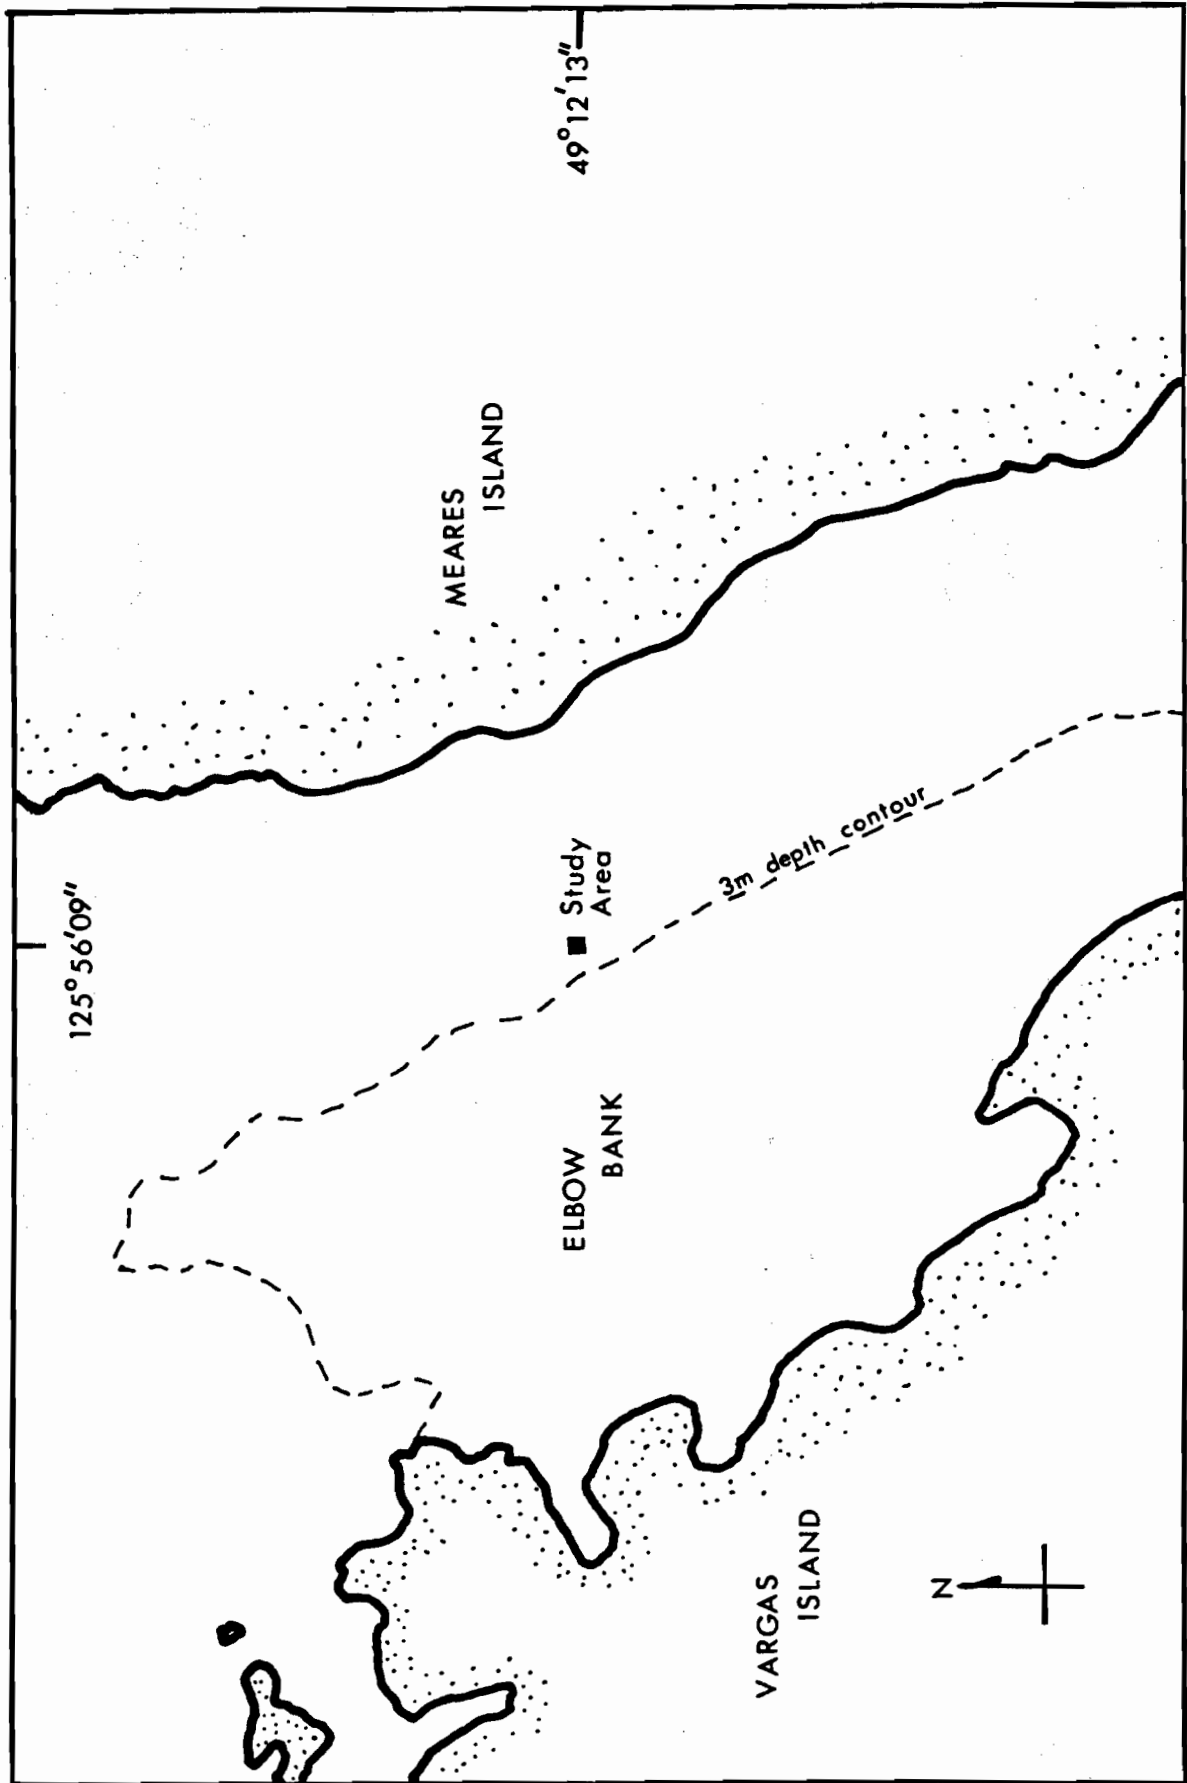 49°12'13"
125°56'09"
MEARES
ISLAND
Study
Area
3m depth contour
ELBOW
BANK
VARGAS
ISLAND
N